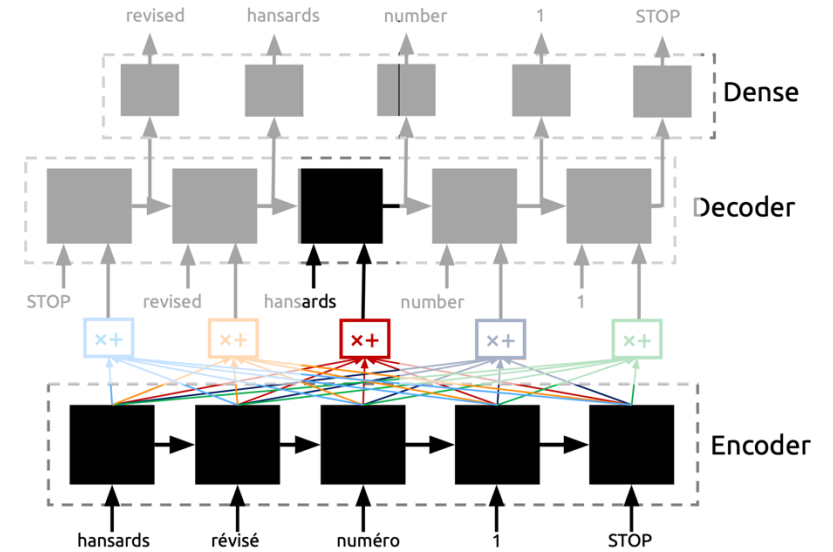 revised hansards number 1 STOP
Dense
Decoder
STOP revised hansards number 1
×+ ×+ ×+ ×+ ×+
Encoder
hansards révisé numéro 1 STOP